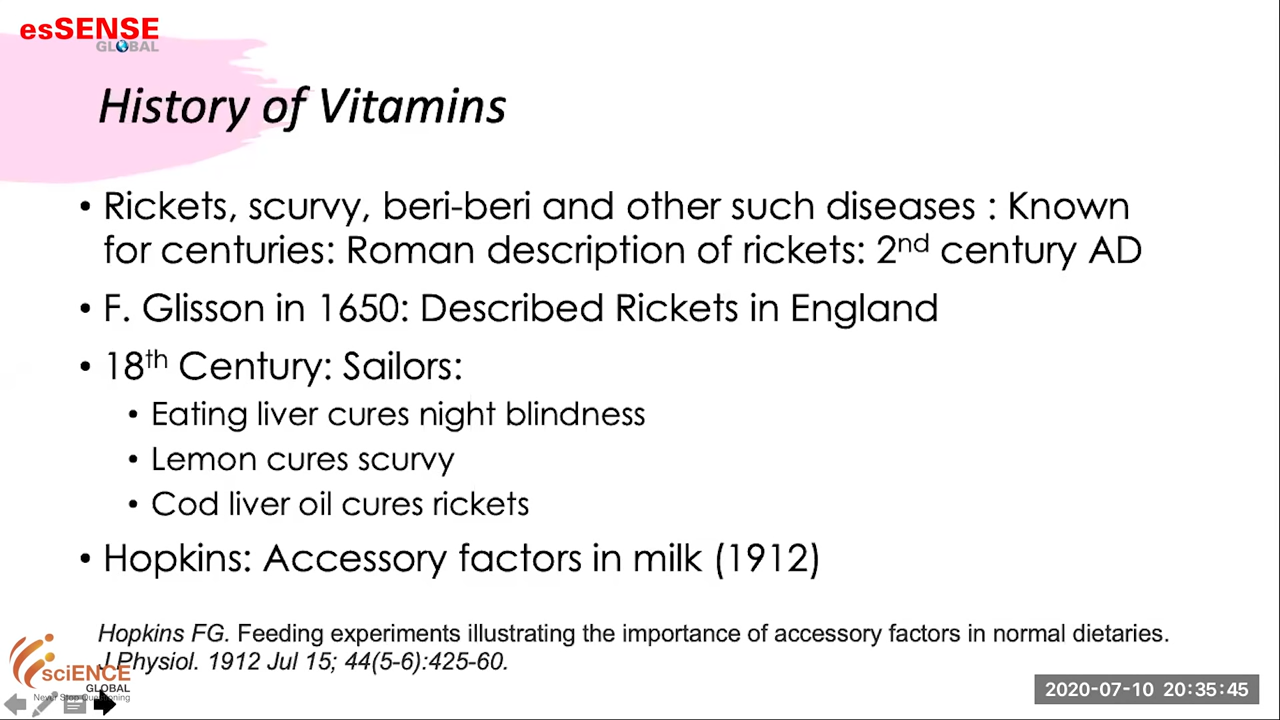 esSENSE
GLOBAL
History of Vitamins
• Rickets, scurvy, beri-beri and other such diseases : Known
for centuries: Roman description of rickets: 2nd century AD
• F. Glisson in 1650: Described Rickets in England
• 18th Century: Sailors:
• Eating liver cures night blindness
• Lemon cures scurvy
• Cod liver oil cures rickets
• Hopkins: Accessory factors in milk (1912)
Hopkins FG. Feeding experiments illustrating the importance of accessory factors in normal dietaries.
J Physiol. 1912 Jul 15; 44(5-6):425-60.
sciENCE
GLOBAL
Never Stop Questioning
2020-07-10 20:35:45